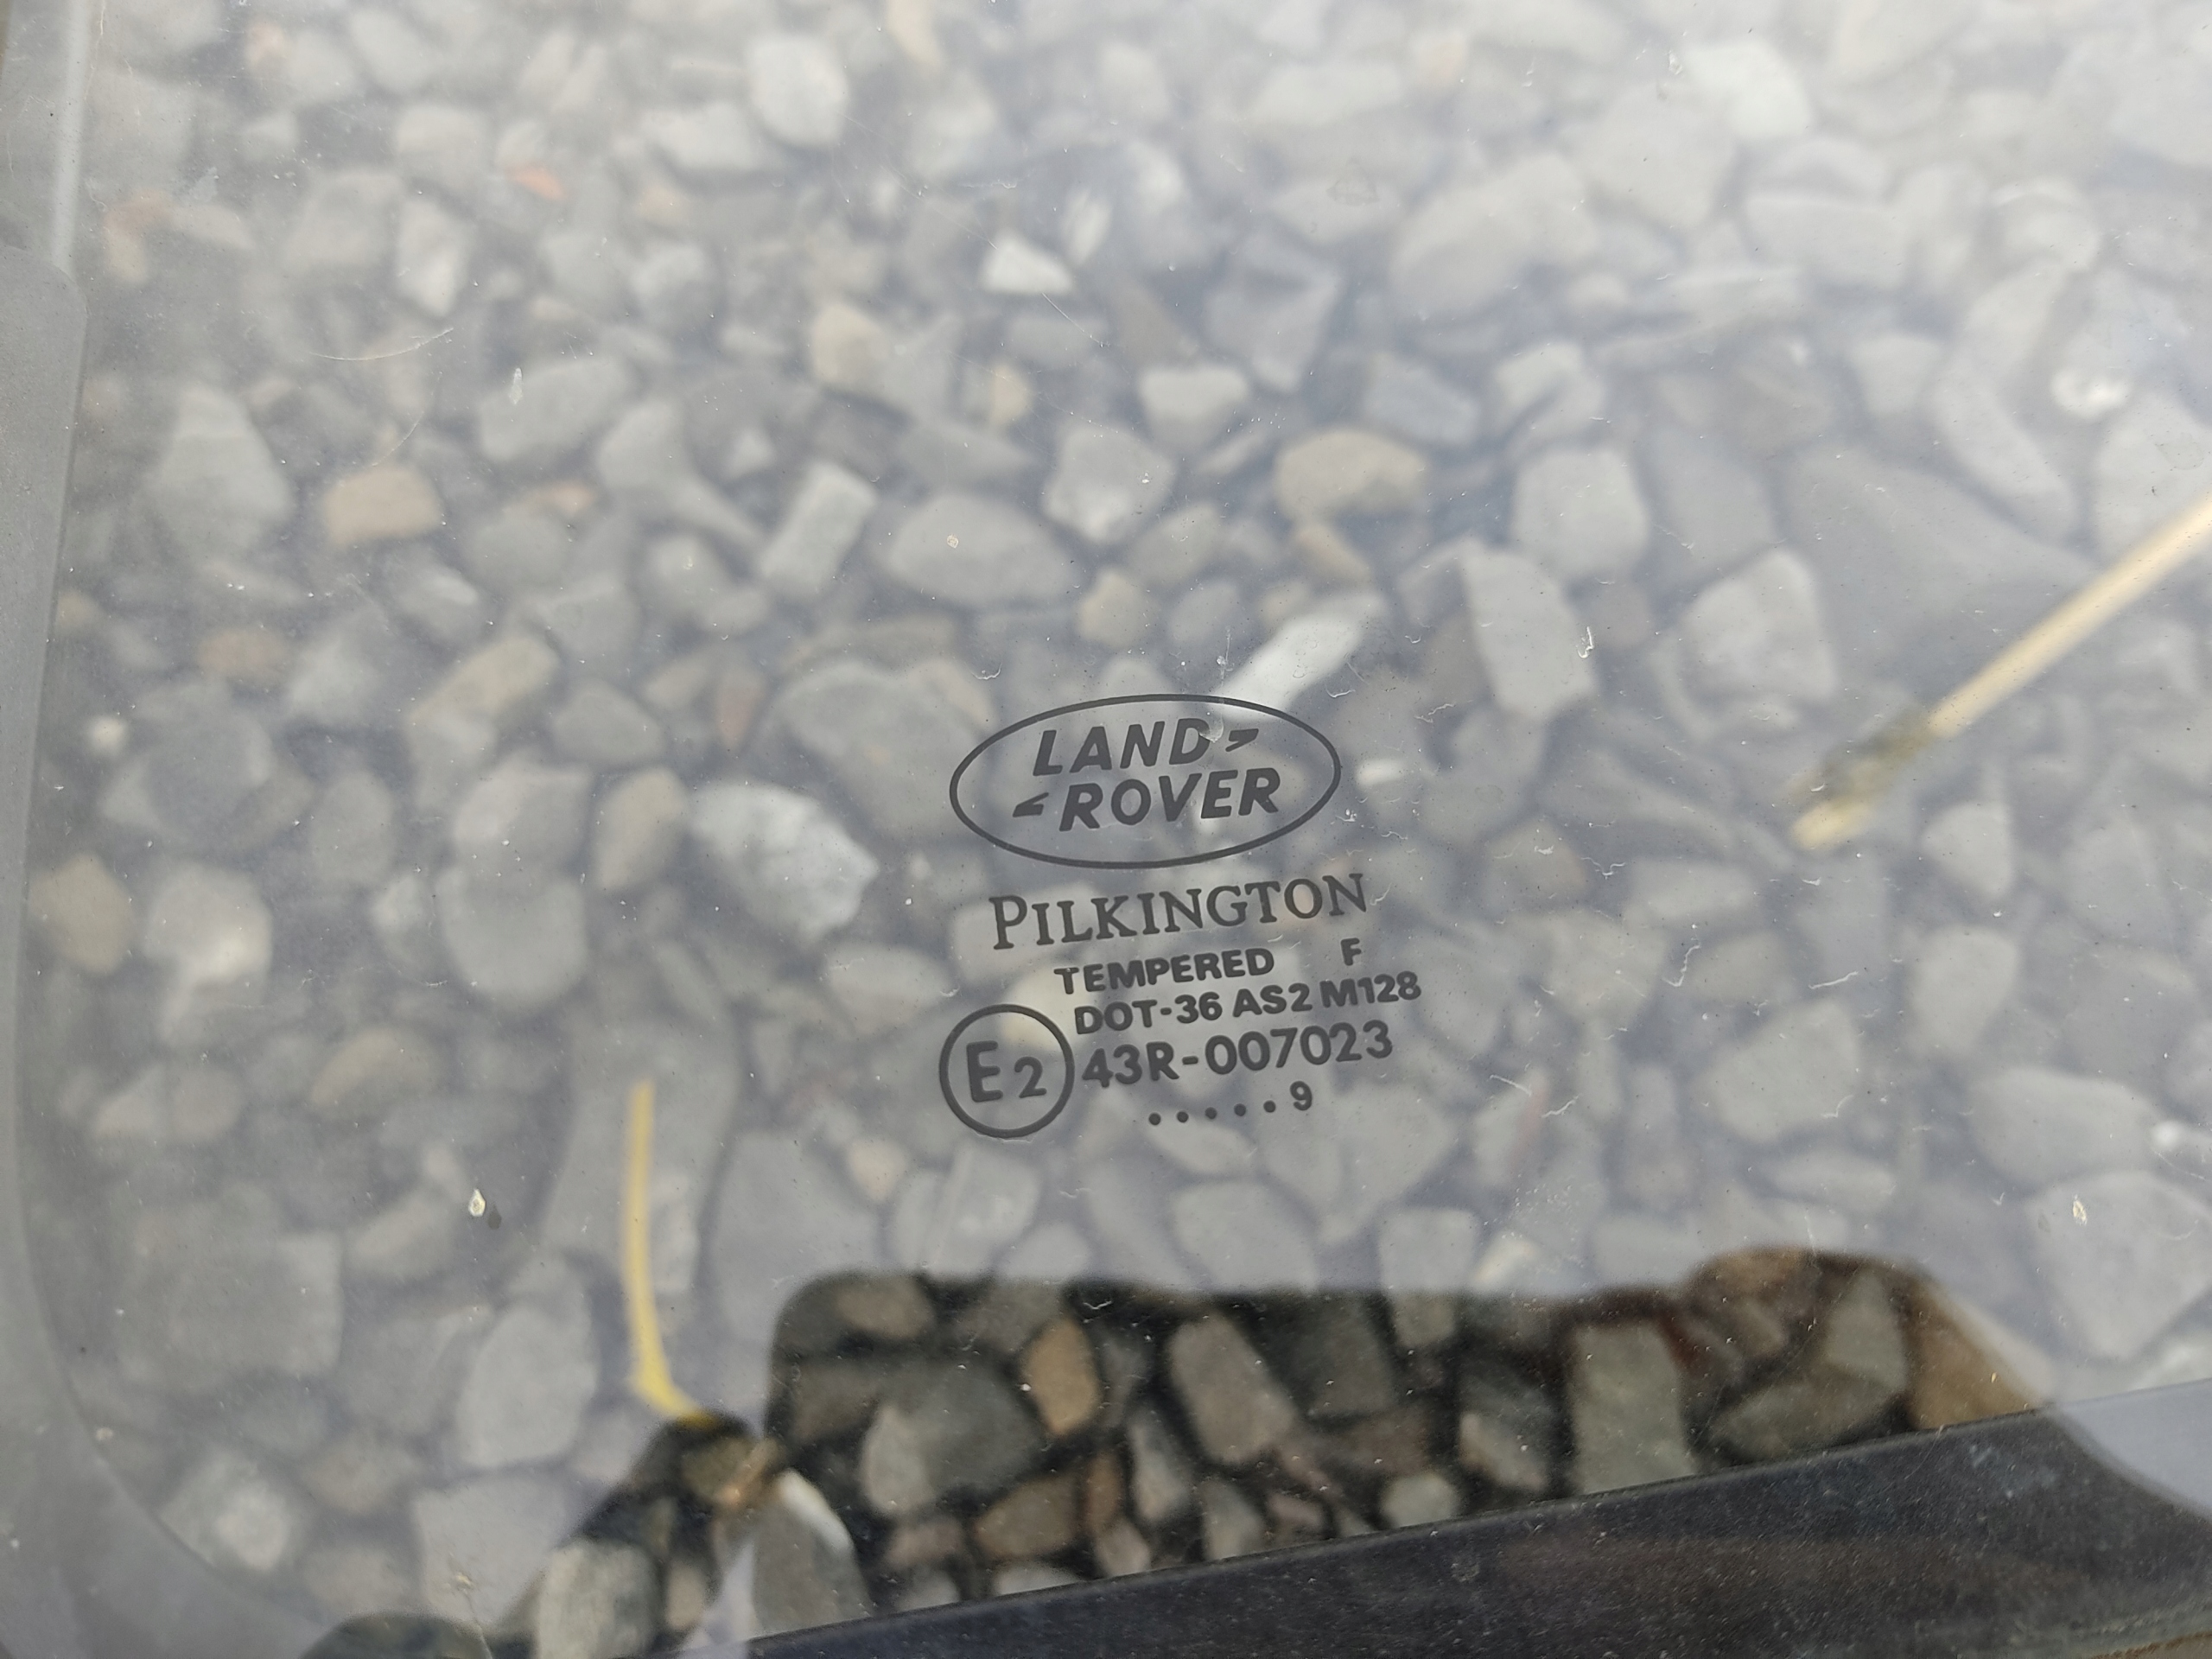 LAND
ROVER
PILKINGTON
TEMPERED F
DOT-36 AS2 M128
E2 43R-007023
.....9